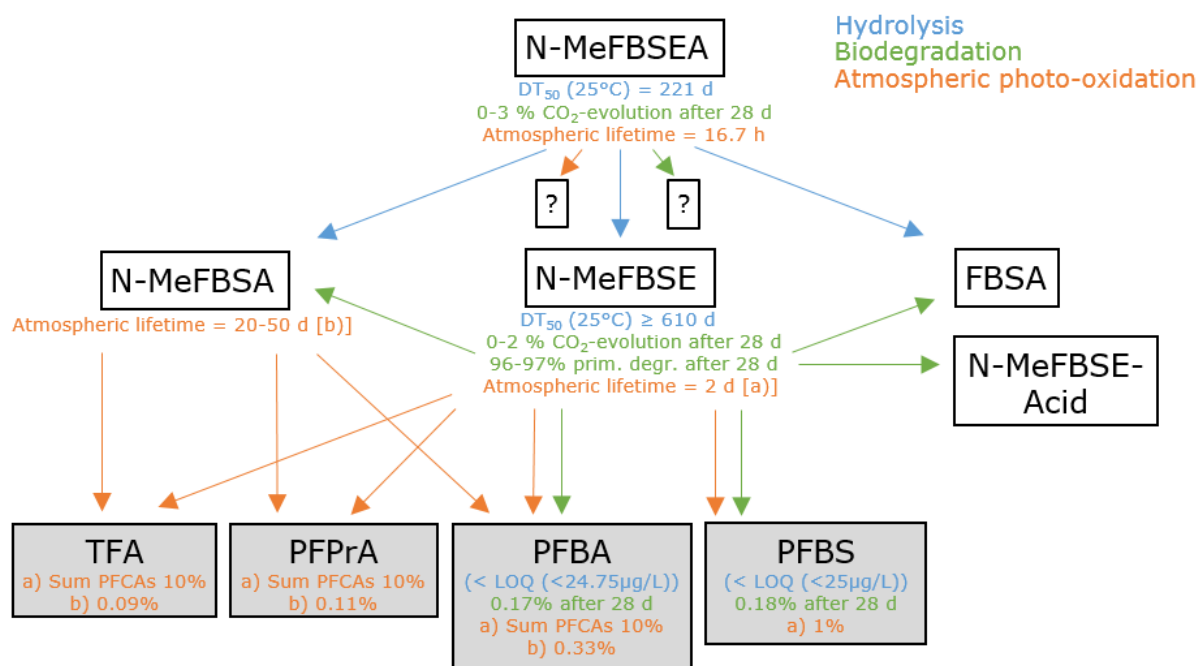 N-MeFBSEA
Hydrolysis
Biodegradation
Atmospheric photo-oxidation
DT₅₀ (25°C) = 221 d
0-3 % CO₂-evolution after 28 d
Atmospheric lifetime = 16.7 h
?
?
N-MeFBSA
Atmospheric lifetime = 20-50 d [b)]
N-MeFBSE
DT₅₀ (25°C) ≥ 610 d
0-2 % CO₂-evolution after 28 d
96-97% prim. degr. after 28 d
Atmospheric lifetime = 2 d [a)]
FBSA
N-MeFBSE-
Acid
TFA
a) Sum PFCAs 10%
b) 0.09%
PFPrA
a) Sum PFCAs 10%
b) 0.11%
PFBA
(< LOQ (<24.75µg/L))
0.17% after 28 d
a) Sum PFCAs 10%
b) 0.33%
PFBS
(< LOQ (<25µg/L))
0.18% after 28 d
a) 1%